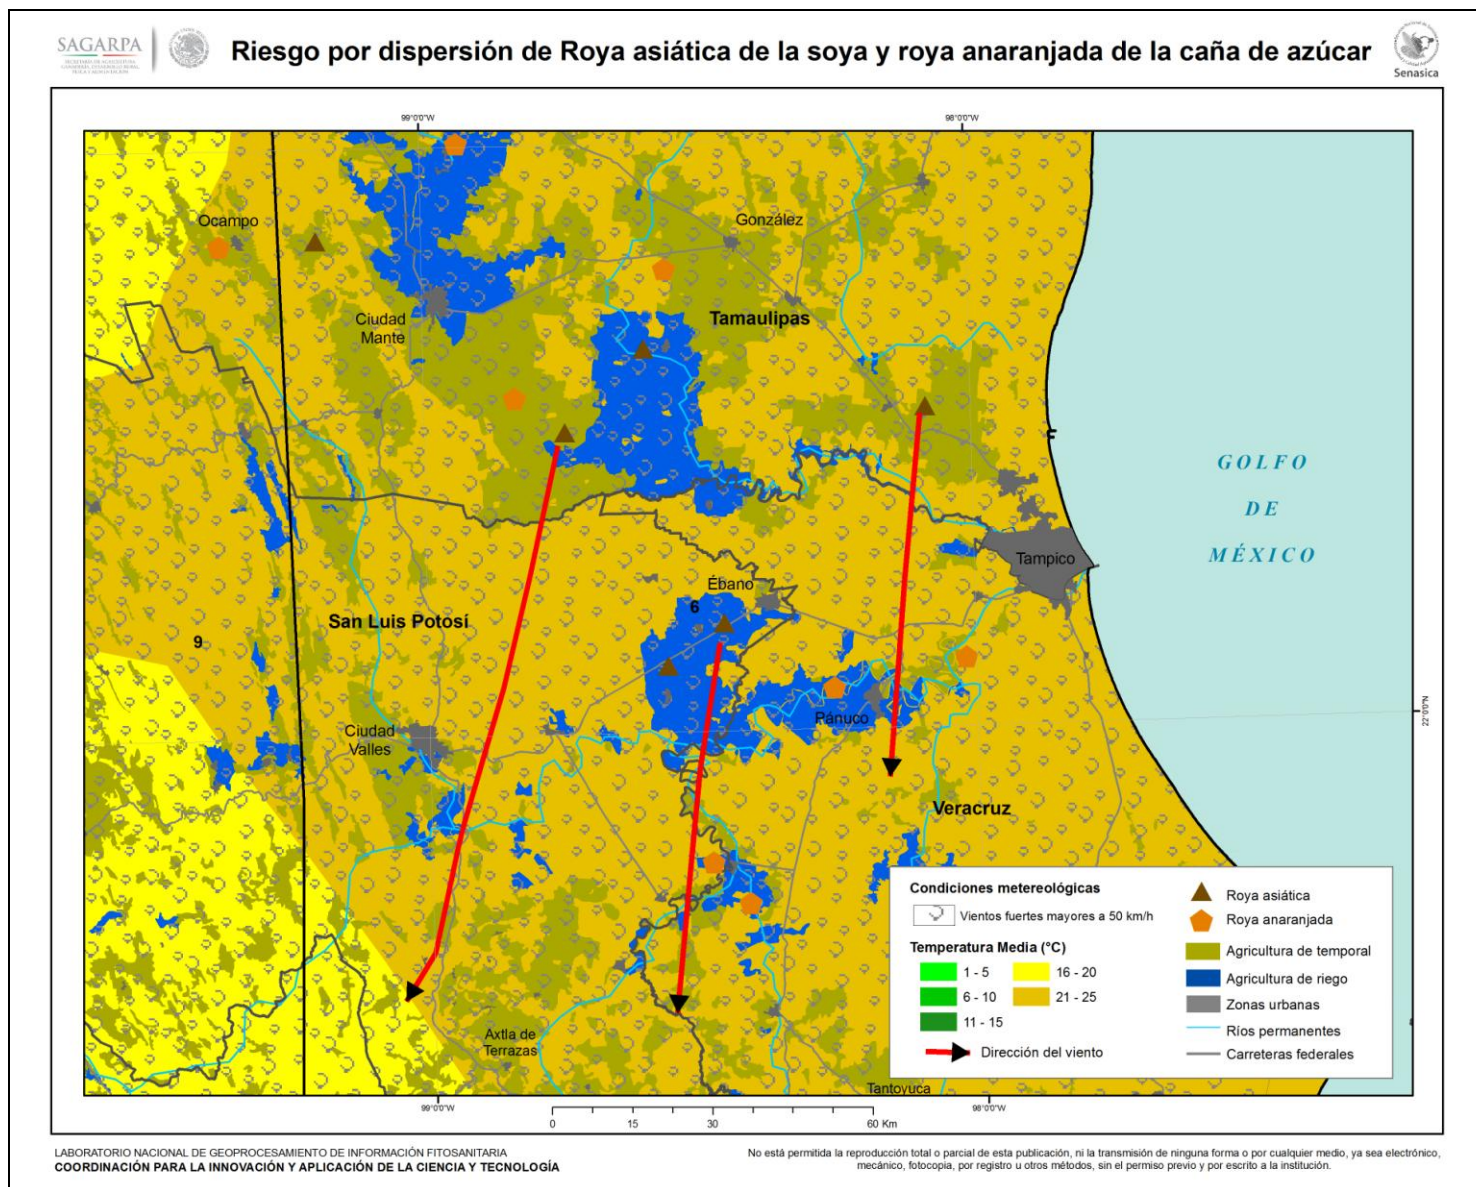 SAGARPA
Riesgo por dispersión de Roya asiática de la soya y roya anaranjada de la caña de azúcar
Senasica
99°0'0"W
98°0'0"W
Ocampo
González
Ciudad
Mante
Tamaulipas
GOLFO
DE
MÉXICO
Tampico
Ébano
6
San Luis Potosí
9
Pánuco
Ciudad
Valles
22°0'0"N
Veracruz
Axtla de
Terrazas
Tantoyuca
Condiciones metereológicas
Vientos fuertes mayores a 50 km/h
Temperatura Media (°C)
1 - 5
16 - 20
6 - 10
21 - 25
11 - 15
Dirección del viento
Roya asiática
Roya anaranjada
Agricultura de temporal
Agricultura de riego
Zonas urbanas
Ríos permanentes
Carreteras federales
99°0'0"W
98°0'0"W
0 15 30 60 Km
LABORATORIO NACIONAL DE GEOPROCESAMIENTO DE INFORMACIÓN FITOSANITARIA
COORDINACIÓN PARA LA INNOVACIÓN Y APLICACIÓN DE LA CIENCIA Y TECNOLOGÍA
No está permitida la reproducción total o parcial de esta publicación, ni la transmisión de ninguna forma o por cualquier medio, ya sea electrónico,
mecánico, fotocopia, por registro u otros métodos, sin el permiso previo y por escrito a la institución.